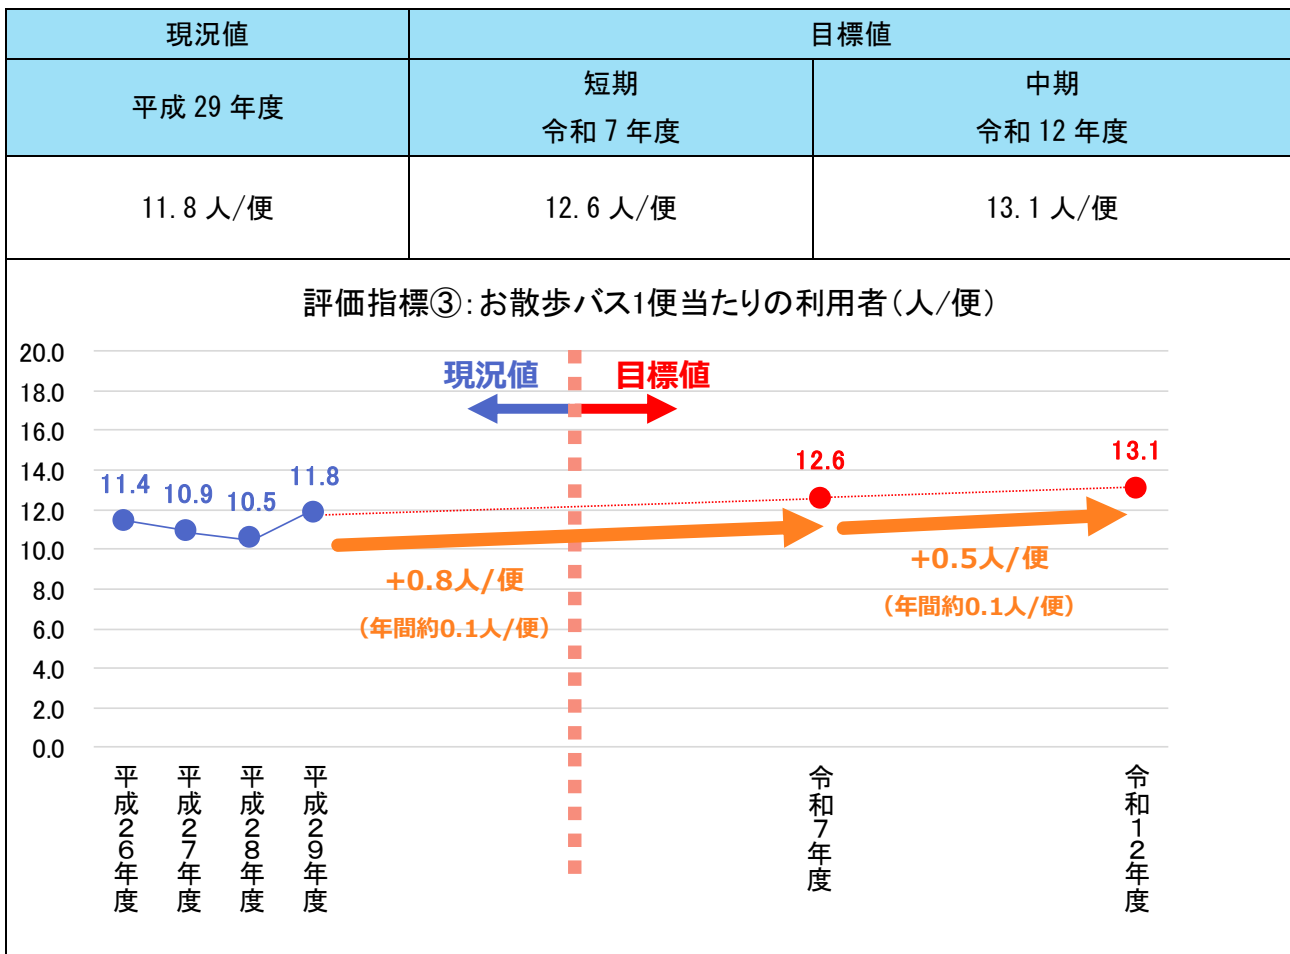 現況値
目標値
平成 29 年度
短期
令和 7 年度
中期
令和 12 年度
11.8 人/便
12.6 人/便
13.1 人/便
評価指標③：お散歩バス1便当たりの利用者（人/便）
20.0
18.0
16.0
14.0
12.0
10.0
8.0
6.0
4.0
2.0
0.0
現況値
目標値
11.4
10.9
10.5
11.8
12.6
13.1
+0.8人/便
（年間約0.1人/便）
+0.5人/便
（年間約0.1人/便）
平成26年度
平成27年度
平成28年度
平成29年度
令和7年度
令和12年度